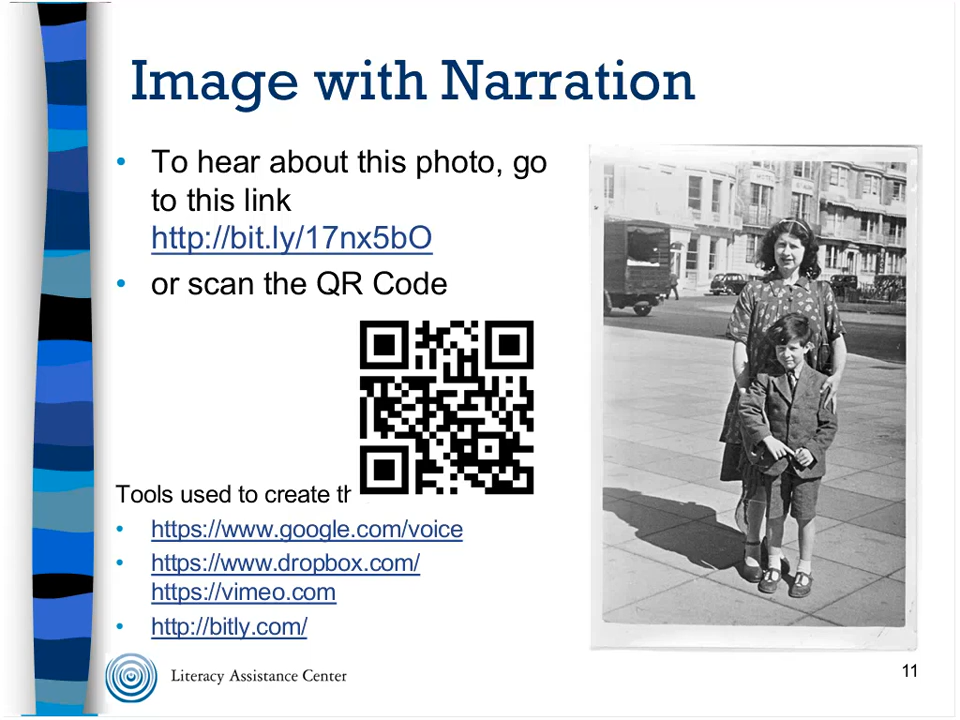 Image with Narration
• To hear about this photo, go
to this link
http://bit.ly/17nx5bO
• or scan the QR Code
Tools used to create th
• https://www.google.com/voice
• https://www.dropbox.com/
https://vimeo.com
• http://bitly.com/
Literacy Assistance Center
11